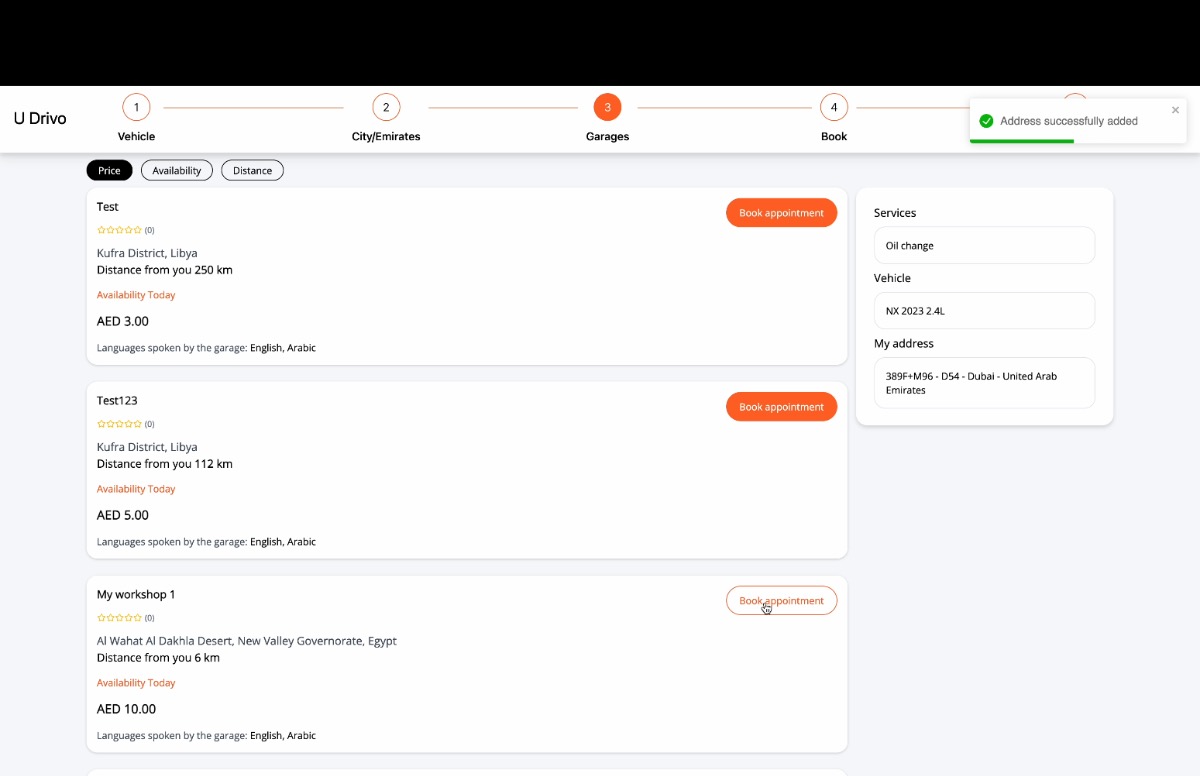 U Drivo
1
2
3
4
Vehicle
City/Emirates
Garages
Book
Address successfully added
Price
Availability
Distance
Test
Book appointment
(0)
Kufra District, Libya
Distance from you 250 km
Availability Today
AED 3.00
Languages spoken by the garage: English, Arabic
Test123
Book appointment
(0)
Kufra District, Libya
Distance from you 112 km
Availability Today
AED 5.00
Languages spoken by the garage: English, Arabic
My workshop 1
Book appointment
(0)
Al Wahat Al Dakhla Desert, New Valley Governorate, Egypt
Distance from you 6 km
Availability Today
AED 10.00
Languages spoken by the garage: English, Arabic
Services
Oil change
Vehicle
NX 2023 2.4L
My address
389F+M96 - D54 - Dubai - United Arab
Emirates